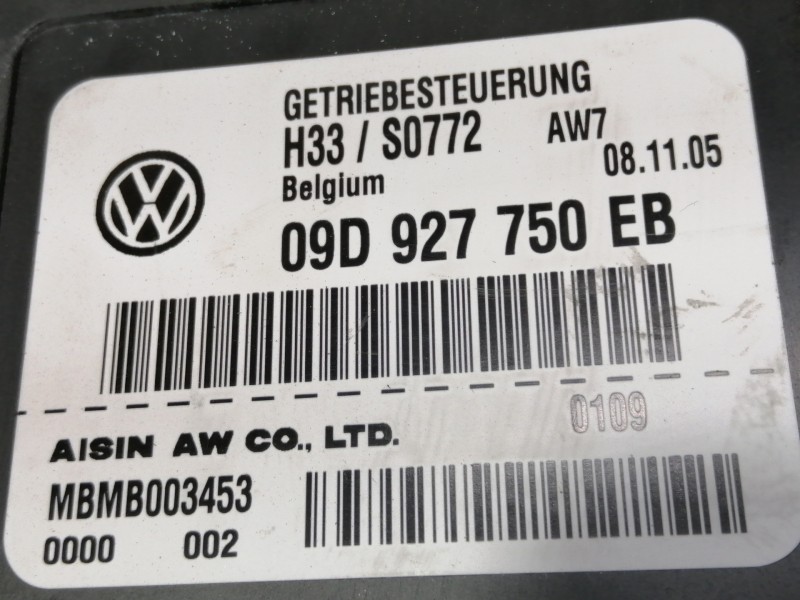 GETRIEBESTEUERUNG
H33 / S0772 AW7
08.11.05
Belgium
09D 927 750 EB
0109
AISIN AW CO., LTD.
MBMB003453
0000 002